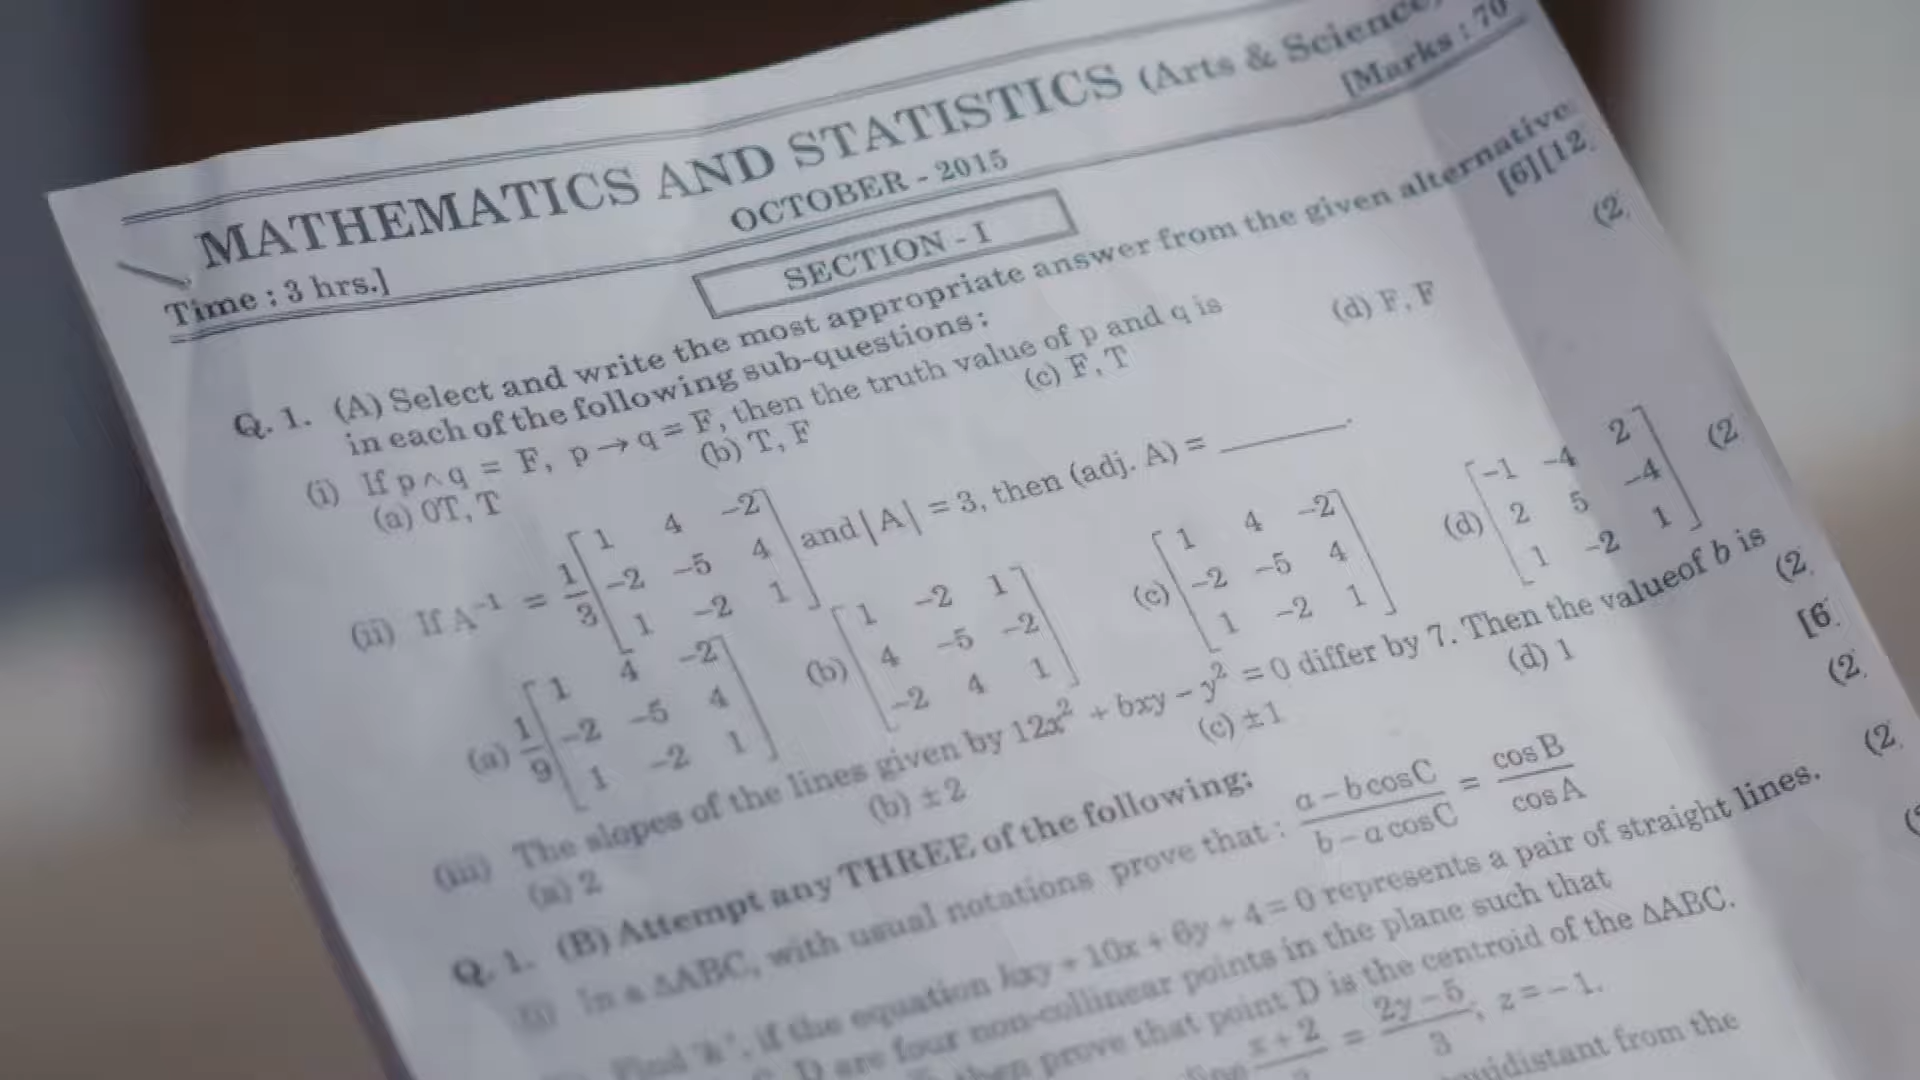 MATHEMATICS AND STATISTICS (Arts & Science)
OCTOBER - 2015
Time : 3 hrs.] [Marks : 70
SECTION - I
Q. 1. (A) Select and write the most appropriate answer from the given alternative
in each of the following sub-questions : [6][12
(i) If p ∧ q = F, p → q = F, then the truth value of p and q is (2
(a) 0T, T (b) T, F (c) F, T (d) F, F
(ii) If A⁻¹ = 1/3 [1 4 -2; -2 -5 4; 1 -2 1] and |A| = 3, then (adj. A) = ______. (2
(a) 1/9 [1 4 -2; -2 -5 4; 1 -2 1] (b) [1 -2 1; 4 -5 -2; -2 4 1] (c) [1 4 -2; -2 -5 4; 1 -2 1] (d) [-1 -4 2; 2 5 -4; 1 -2 1]
(iii) The slopes of the lines given by 12x² + bxy - y² = 0 differ by 7. Then the valueof b is (2
(a) 2 (b) ±2 (c) ±1 (d) 1
Q. 1. (B) Attempt any THREE of the following: [6
(i) In a ΔABC, with usual notations prove that : (a - b cos C)/(b - a cos C) = cos B/cos A (2
Find 'k', if the equation kxy + 10x + 6y + 4 = 0 represents a pair of straight lines. (2
D are four non-collinear points in the plane such that
then prove that point D is the centroid of the ΔABC.
line x + 2 = (2y - 5)/3, z = -1.
from the